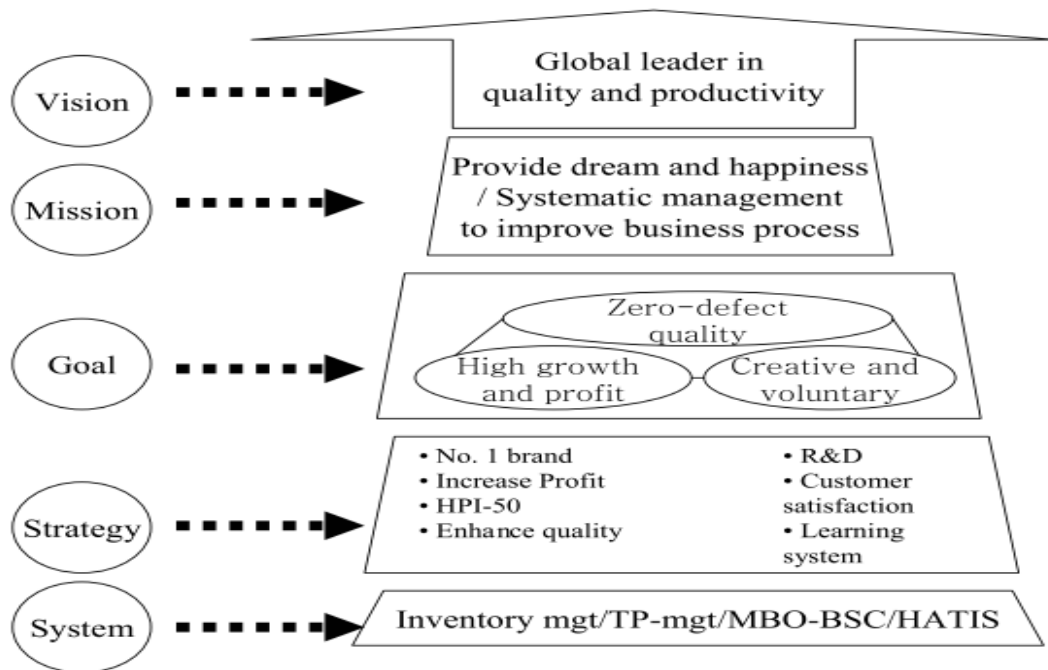 Vision
Global leader in
quality and productivity
Mission
Provide dream and happiness
/ Systematic management
to improve business process
Goal
Zero-defect
quality
High growth
and profit
Creative and
voluntary
Strategy
• No. 1 brand
• Increase Profit
• HPI-50
• Enhance quality
• R&D
• Customer
satisfaction
• Learning
system
System
Inventory mgt/TP-mgt/MBO-BSC/HATIS